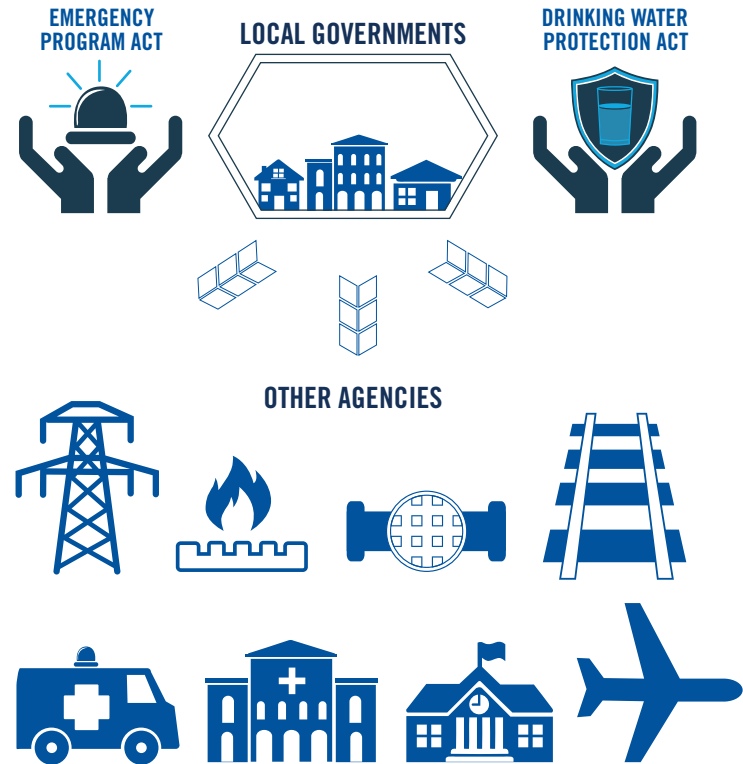 EMERGENCY
PROGRAM ACT
LOCAL GOVERNMENTS
DRINKING WATER
PROTECTION ACT
OTHER AGENCIES